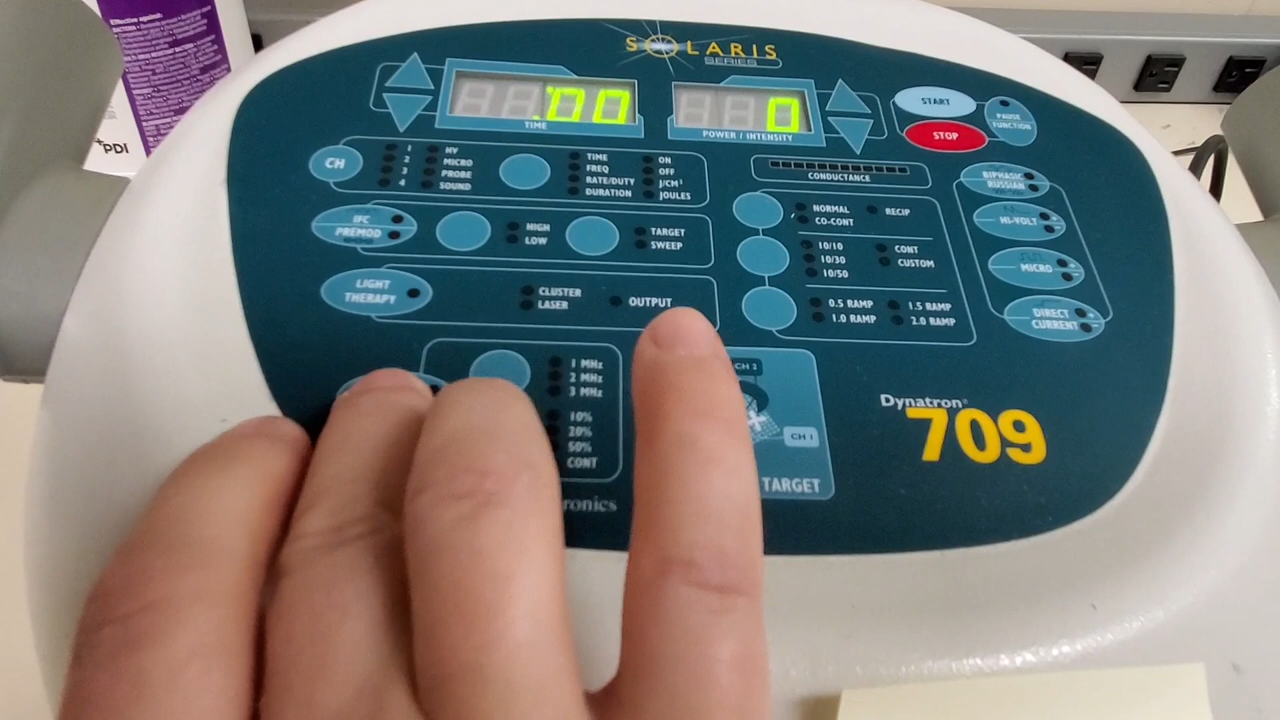 Effective against:
PDI
SOLARIS
SERIES
:00
TIME
0
POWER / INTENSITY
START
STOP
PAUSE
FUNCTION
CH
1
2
3
4
HV
MICRO
PROBE
SOUND
TIME
FREQ
RATE/DUTY
DURATION
ON
OFF
J/CM²
JOULES
CONDUCTANCE
BIPHASIC
RUSSIAN
IFC
PREMOD
HIGH
LOW
TARGET
SWEEP
NORMAL
CO-CONT
RECIP
HI-VOLT
10/10
10/30
10/50
CONT
CUSTOM
MICRO
LIGHT
THERAPY
CLUSTER
LASER
OUTPUT
0.5 RAMP
1.0 RAMP
1.5 RAMP
2.0 RAMP
DIRECT
CURRENT
1 MHz
2 MHz
3 MHz
10%
20%
50%
CONT
CH 2
CH 1
TARGET
Dynatron®
709
ronics